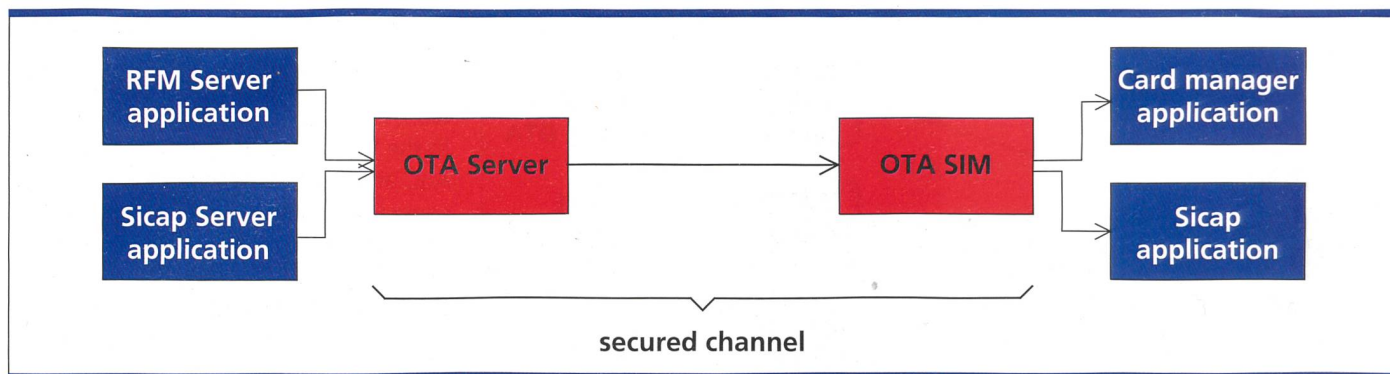 RFM Server
application
Sicap Server
application
OTA Server
OTA SIM
Card manager
application
Sicap
application
secured channel